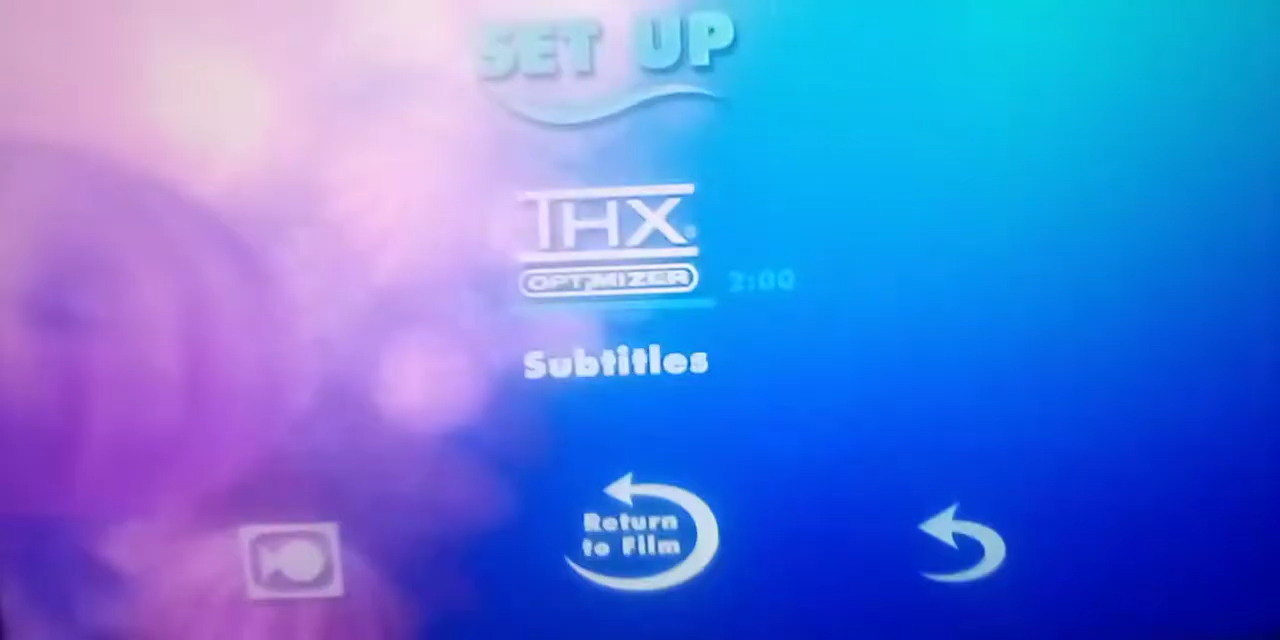 SET UP
THX
OPTIMIZER 2:00
Subtitles
Return
to Film